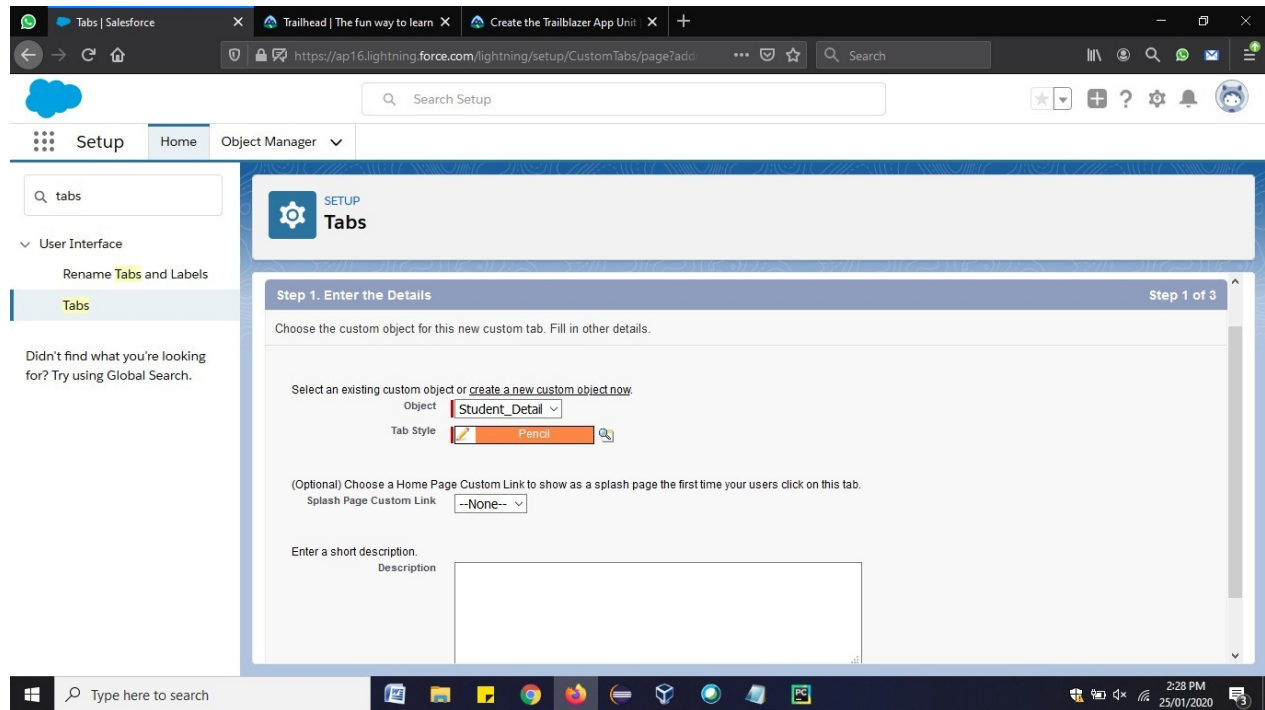 Tabs | Salesforce
Trailhead | The fun way to learn
Create the Trailblazer App Unit |
https://ap16.lightning.force.com/lightning/setup/CustomTabs/page?add
Search
Search Setup
Setup
Home
Object Manager
tabs
User Interface
Rename Tabs and Labels
Tabs
Didn't find what you're looking
for? Try using Global Search.
SETUP
Tabs
Step 1. Enter the Details
Step 1 of 3
Choose the custom object for this new custom tab. Fill in other details.
Select an existing custom object or create a new custom object now.
Object
Student_Detail
Tab Style
Pencil
(Optional) Choose a Home Page Custom Link to show as a splash page the first time your users click on this tab.
Splash Page Custom Link
--None--
Enter a short description.
Description
Type here to search
PC
2:28 PM
25/01/2020
3